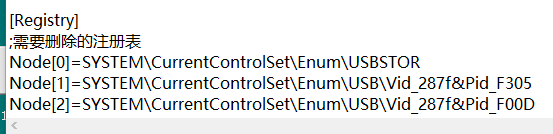 [Registry]
;需要删除的注册表
Node[0]=SYSTEM\CurrentControlSet\Enum\USBSTOR
Node[1]=SYSTEM\CurrentControlSet\Enum\USB\Vid_287f&Pid_F305
Node[2]=SYSTEM\CurrentControlSet\Enum\USB\Vid_287f&Pid_F00D